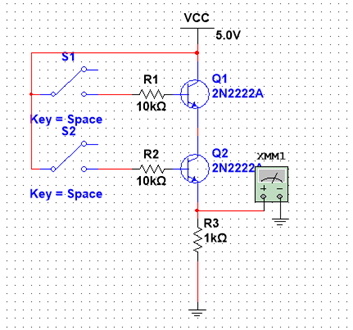 VCC
5.0V
S1
Key = Space
R1
10kΩ
Q1
2N2222A
S2
Key = Space
R2
10kΩ
Q2
2N2222A
XMM1
R3
1kΩ